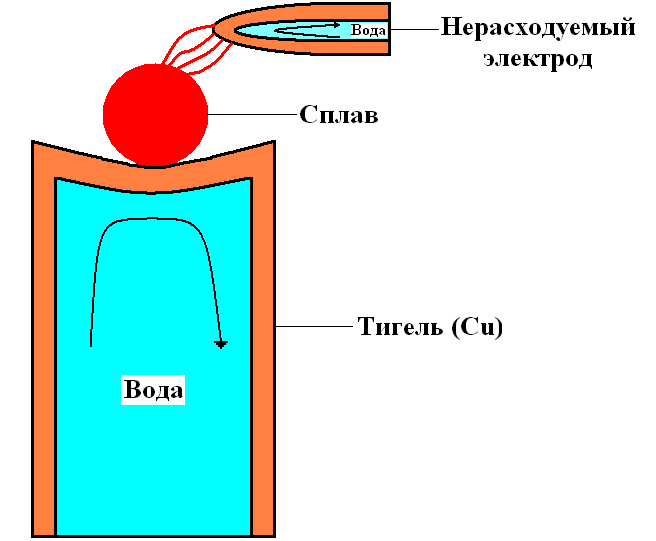 Вода
Нерасходуемый
электрод
Сплав
Тигель (Cu)
Вода